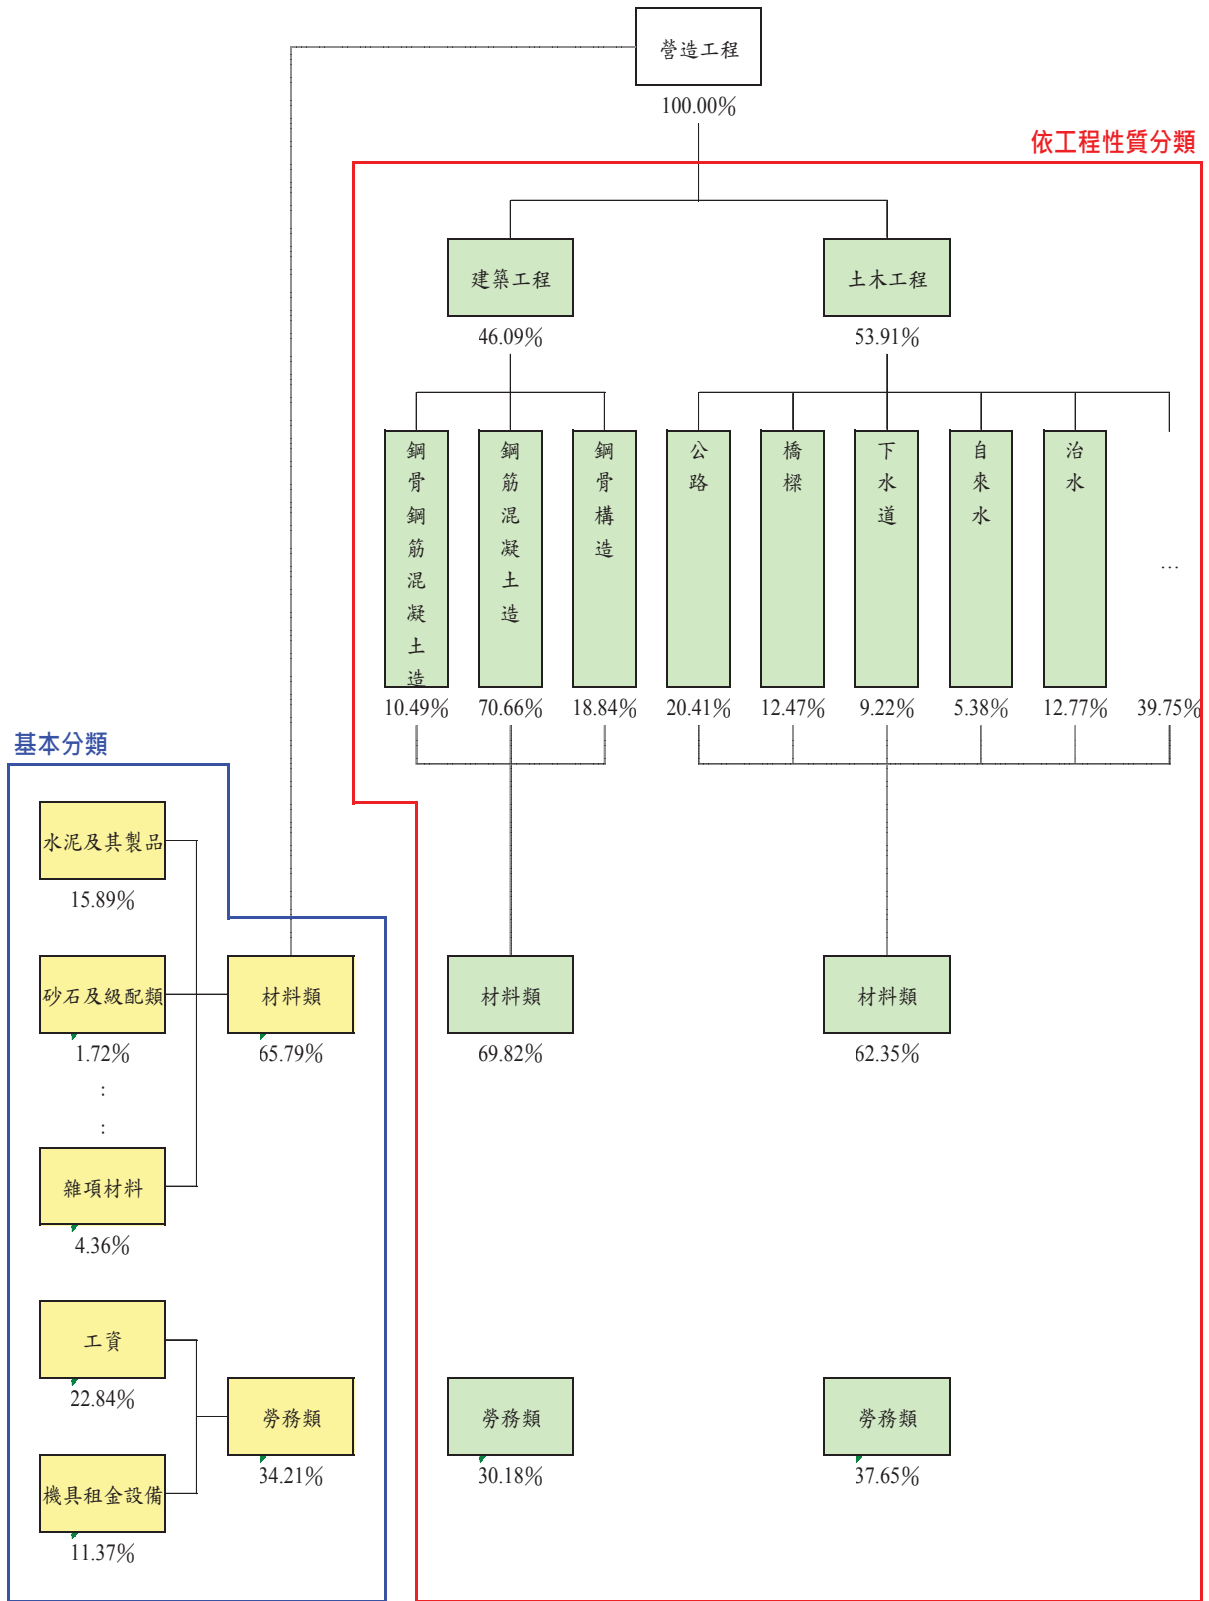 營造工程
100.00%
依工程性質分類
建築工程
46.09%
土木工程
53.91%
鋼骨鋼筋混凝土造
10.49%
鋼筋混凝土造
70.66%
鋼骨構造
18.84%
公路
20.41%
橋樑
12.47%
下水道
9.22%
自來水
5.38%
治水
12.77%
…
39.75%
基本分類
水泥及其製品
15.89%
砂石及級配類
1.72%
:
:
雜項材料
4.36%
材料類
65.79%
材料類
69.82%
材料類
62.35%
工資
22.84%
機具租金設備
11.37%
勞務類
34.21%
勞務類
30.18%
勞務類
37.65%